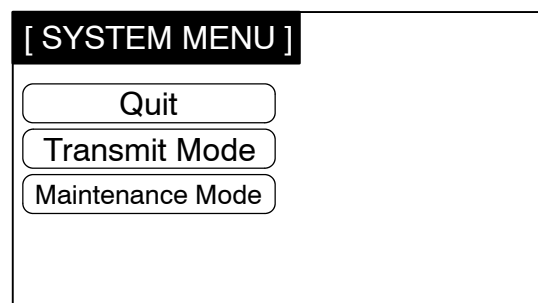 [ SYSTEM MENU ]
Quit
Transmit Mode
Maintenance Mode